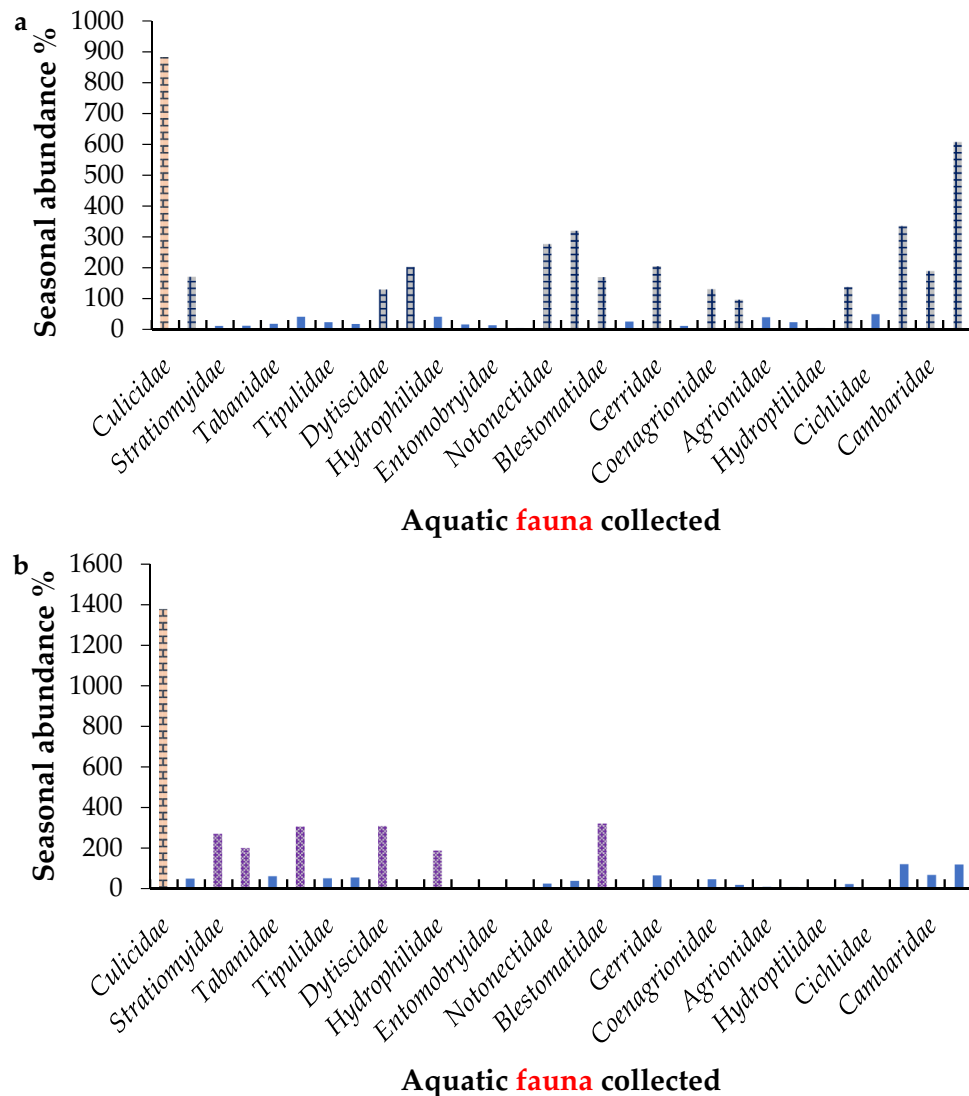 a
Seasonal abundance %
1000
900
800
700
600
500
400
300
200
100
0
Culicidae
Stratiomyidae
Tabanidae
Tipulidae
Dytiscidae
Hydrophilidae
Entomobryidae
Notonectidae
Blestomatidae
Gerridae
Coenagrionidae
Agrionidae
Hydroptilidae
Cichlidae
Cambaridae
Aquatic fauna collected
b
Seasonal abundance %
1600
1400
1200
1000
800
600
400
200
0
Culicidae
Stratiomyidae
Tabanidae
Tipulidae
Dytiscidae
Hydrophilidae
Entomobryidae
Notonectidae
Blestomatidae
Gerridae
Coenagrionidae
Agrionidae
Hydroptilidae
Cichlidae
Cambaridae
Aquatic fauna collected